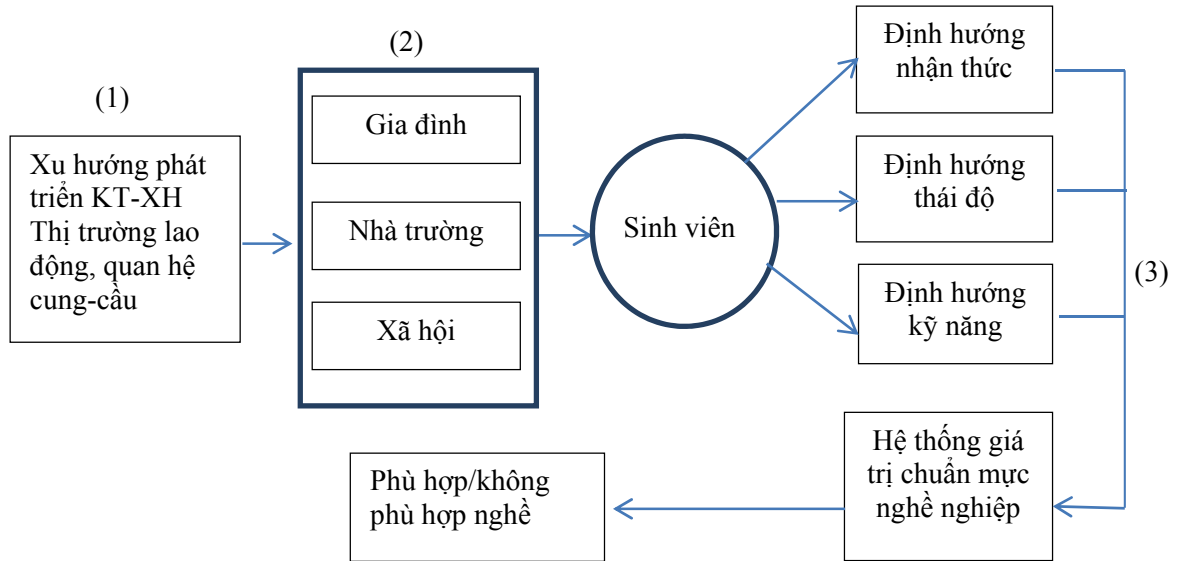 (1)
Xu hướng phát
triển KT-XH
Thị trường lao
động, quan hệ
cung-cầu
(2)
Gia đình
Nhà trường
Xã hội
Sinh viên
Định hướng
nhận thức
Định hướng
thái độ
Định hướng
kỹ năng
(3)
Hệ thống giá
trị chuẩn mực
nghề nghiệp
Phù hợp/không
phù hợp nghề